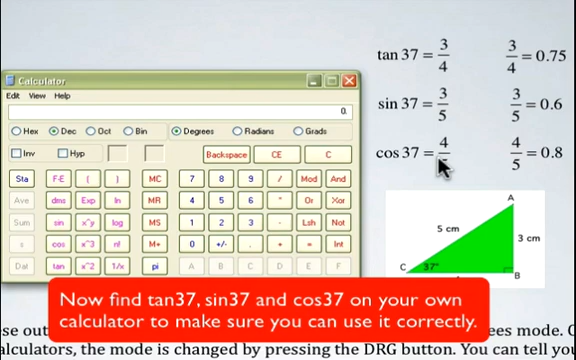 Calculator
Edit View Help
0.
Hex Dec Oct Bin Degrees Radians Grads
Inv Hyp Backspace CE C
Sta F-E ( ) MC 7 8 9 / Mod And
Ave dms Exp ln MR 4 5 6 * Or Xor
Sum sin x^y log MS 1 2 3 - Lsh Not
s cos x^3 n! M+ 0 +/- . + = Int
Dat tan x^2 1/x pi A B C D E F
tan 37 = 3/4 3/4 = 0.75
sin 37 = 3/5 3/5 = 0.6
cos 37 = 4/ 4/5 = 0.8
A
5 cm
3 cm
C 37°
B
Now find tan37, sin37 and cos37 on your own
calculator to make sure you can use it correctly.
se out
ees mode.
alculators, the mode is changed by pressing the DRG button. You can tell you